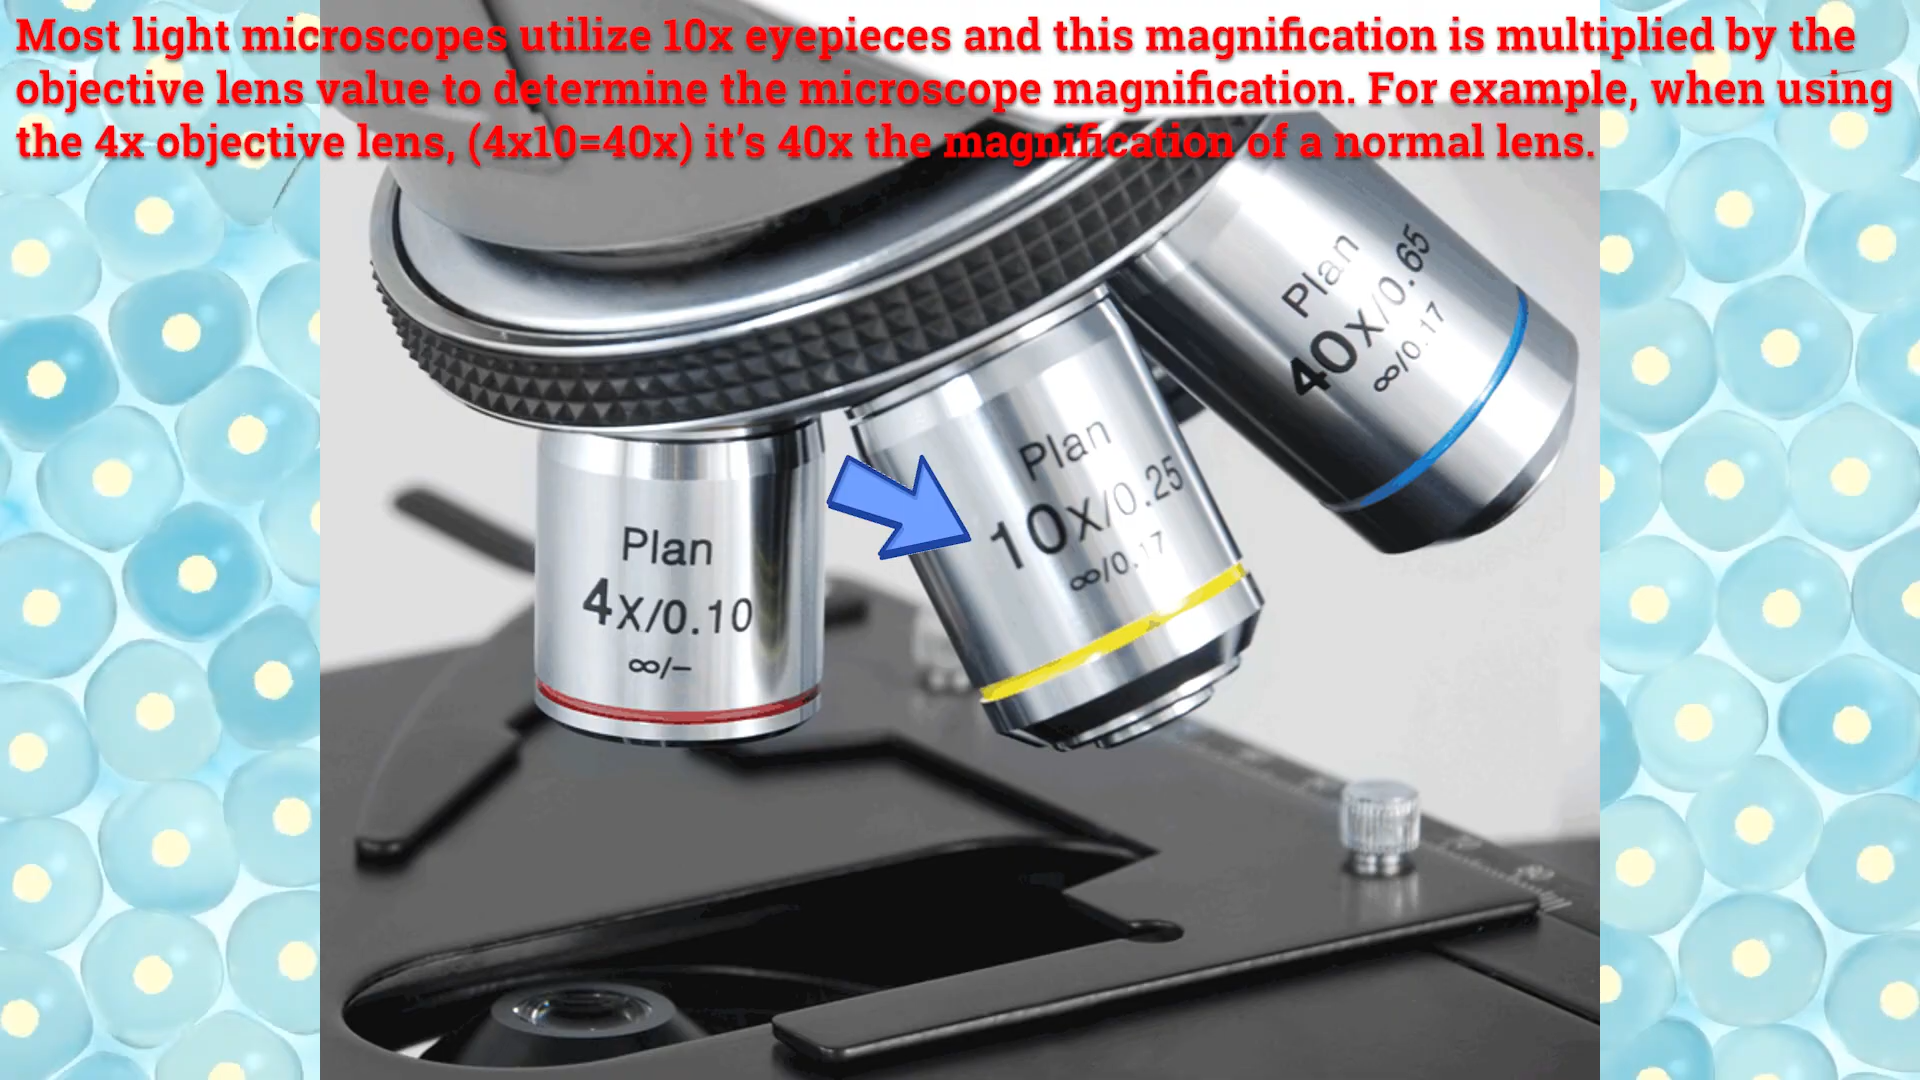 Most light microscopes utilize 10x eyepieces and this magnification is multiplied by the
objective lens value to determine the microscope magnification. For example, when using
the 4x objective lens, (4x10=40x) it's 40x the magnification of a normal lens.
Plan
40X/0.65
∞/0.17
Plan
10X/0.25
∞/0.17
Plan
4X/0.10
∞/−